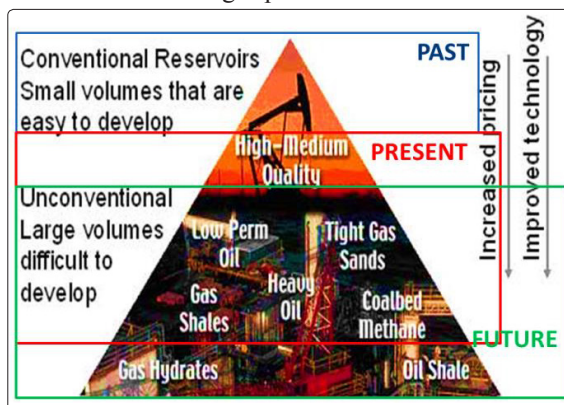 Conventional Reservoirs
Small volumes that are
easy to develop
PAST
High-Medium
Quality
PRESENT
Increased pricing
Improved technology
Unconventional
Large volumes
difficult to
develop
Low Perm
Oil
Tight Gas
Sands
Gas
Shales
Heavy
Oil
Coalbed
Methane
FUTURE
Gas Hydrates
Oil Shale